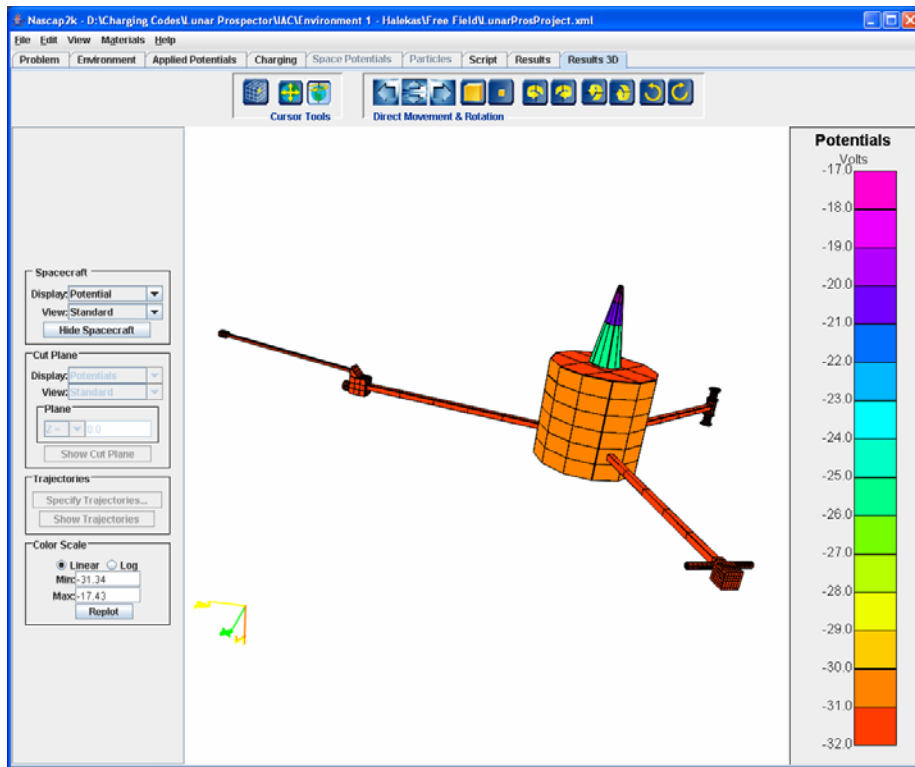 Nascap2k - D:\Charging Codes\Lunar Prospector\IAC\Environment 1 - Halekas\Free Field\LunarProsProject.xml
File Edit View Materials Help
Problem Environment Applied Potentials Charging Space Potentials Particles Script Results Results 3D
Cursor Tools
Direct Movement & Rotation
Spacecraft
Display: Potential
View: Standard
Hide Spacecraft
Cut Plane
Display: Potentials
View: Standard
Plane
Z = 0.0
Show Cut Plane
Trajectories
Specify Trajectories...
Show Trajectories
Color Scale
Linear Log
Min: -31.34
Max: -17.43
Replot
Potentials
Volts
-17.0
-18.0
-19.0
-20.0
-21.0
-22.0
-23.0
-24.0
-25.0
-26.0
-27.0
-28.0
-29.0
-30.0
-31.0
-32.0